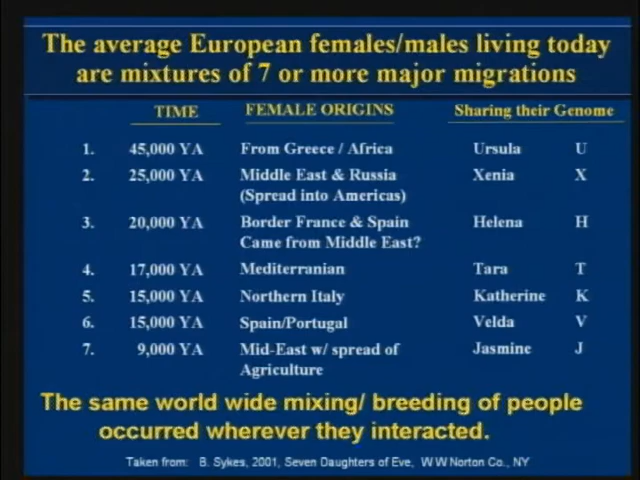 The average European females/males living today
are mixtures of 7 or more major migrations
TIME FEMALE ORIGINS Sharing their Genome
1. 45,000 YA From Greece / Africa Ursula U
2. 25,000 YA Middle East & Russia Xenia X
(Spread into Americas)
3. 20,000 YA Border France & Spain Helena H
Came from Middle East?
4. 17,000 YA Mediterranian Tara T
5. 15,000 YA Northern Italy Katherine K
6. 15,000 YA Spain/Portugal Velda V
7. 9,000 YA Mid-East w/ spread of Jasmine J
Agriculture
The same world wide mixing/ breeding of people
occurred wherever they interacted.
Taken from: B. Sykes, 2001, Seven Daughters of Eve, W W Norton Co., NY